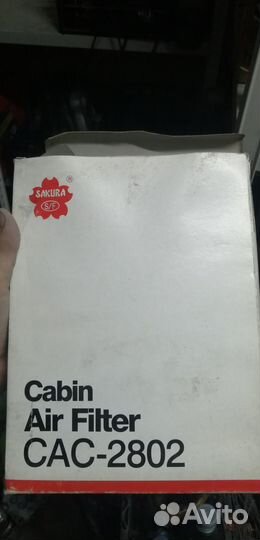 SAKURA
®
S/F
Cabin
Air Filter
CAC-2802
Avito